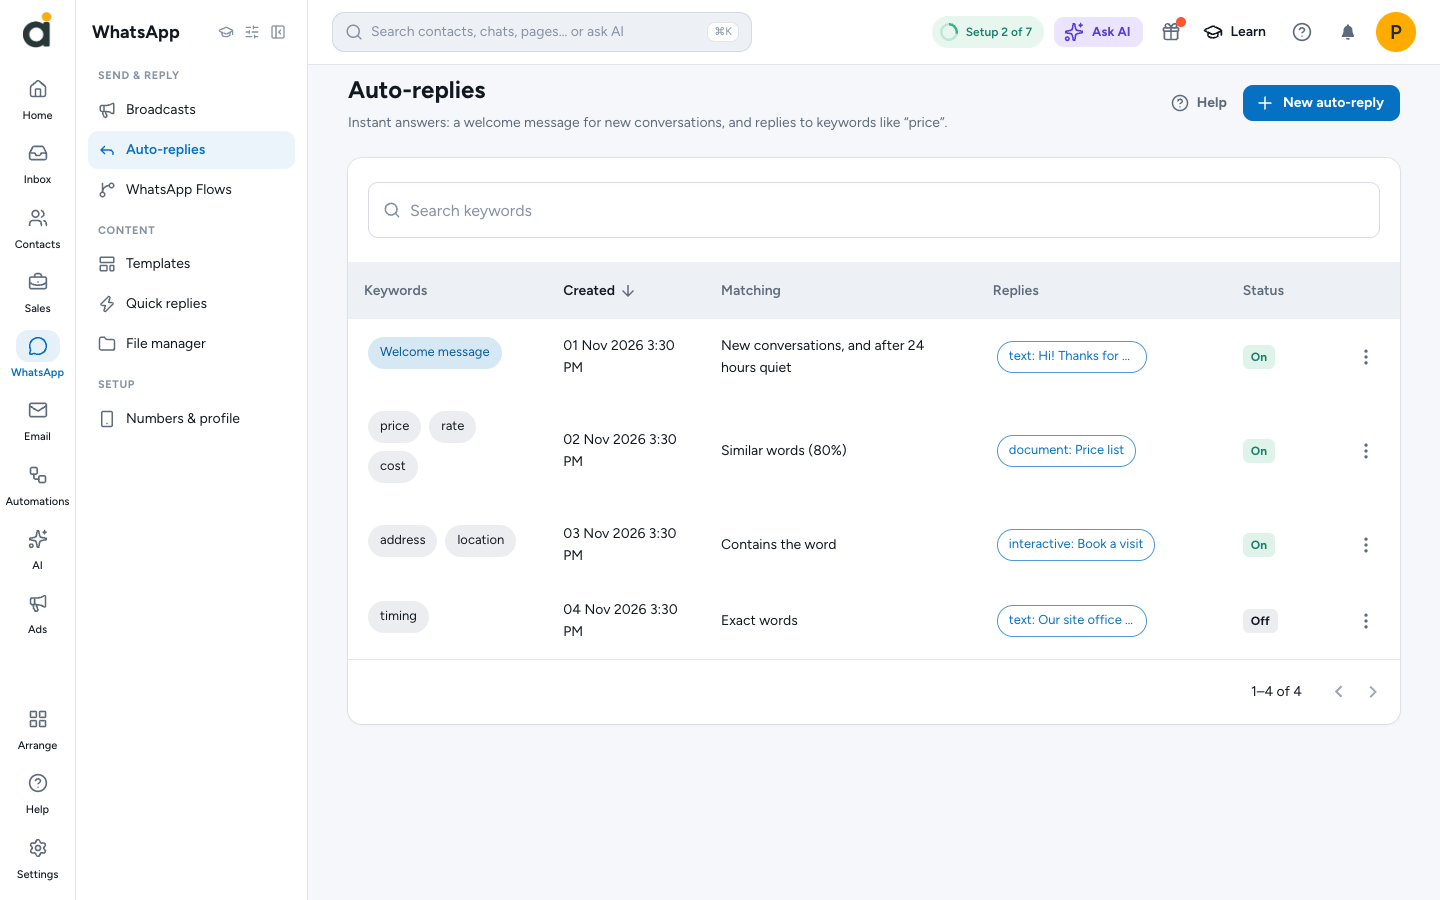 WhatsApp
Search contacts, chats, pages... or ask AI
⌘K
Setup 2 of 7
Ask AI
Learn
P
Home
Inbox
Contacts
Sales
WhatsApp
Email
Automations
AI
Ads
Arrange
Help
Settings
SEND & REPLY
Broadcasts
Auto-replies
WhatsApp Flows
CONTENT
Templates
Quick replies
File manager
SETUP
Numbers & profile
Auto-replies
Instant answers: a welcome message for new conversations, and replies to keywords like “price”.
Help
New auto-reply
Search keywords
Keywords Created Matching Replies Status
Welcome message
01 Nov 2026 3:30
PM
New conversations, and after 24
hours quiet
text: Hi! Thanks for ...
On
price rate
cost
02 Nov 2026 3:30
PM
Similar words (80%)
document: Price list
On
address location
03 Nov 2026 3:30
PM
Contains the word
interactive: Book a visit
On
timing
04 Nov 2026 3:30
PM
Exact words
text: Our site office ...
Off
1–4 of 4